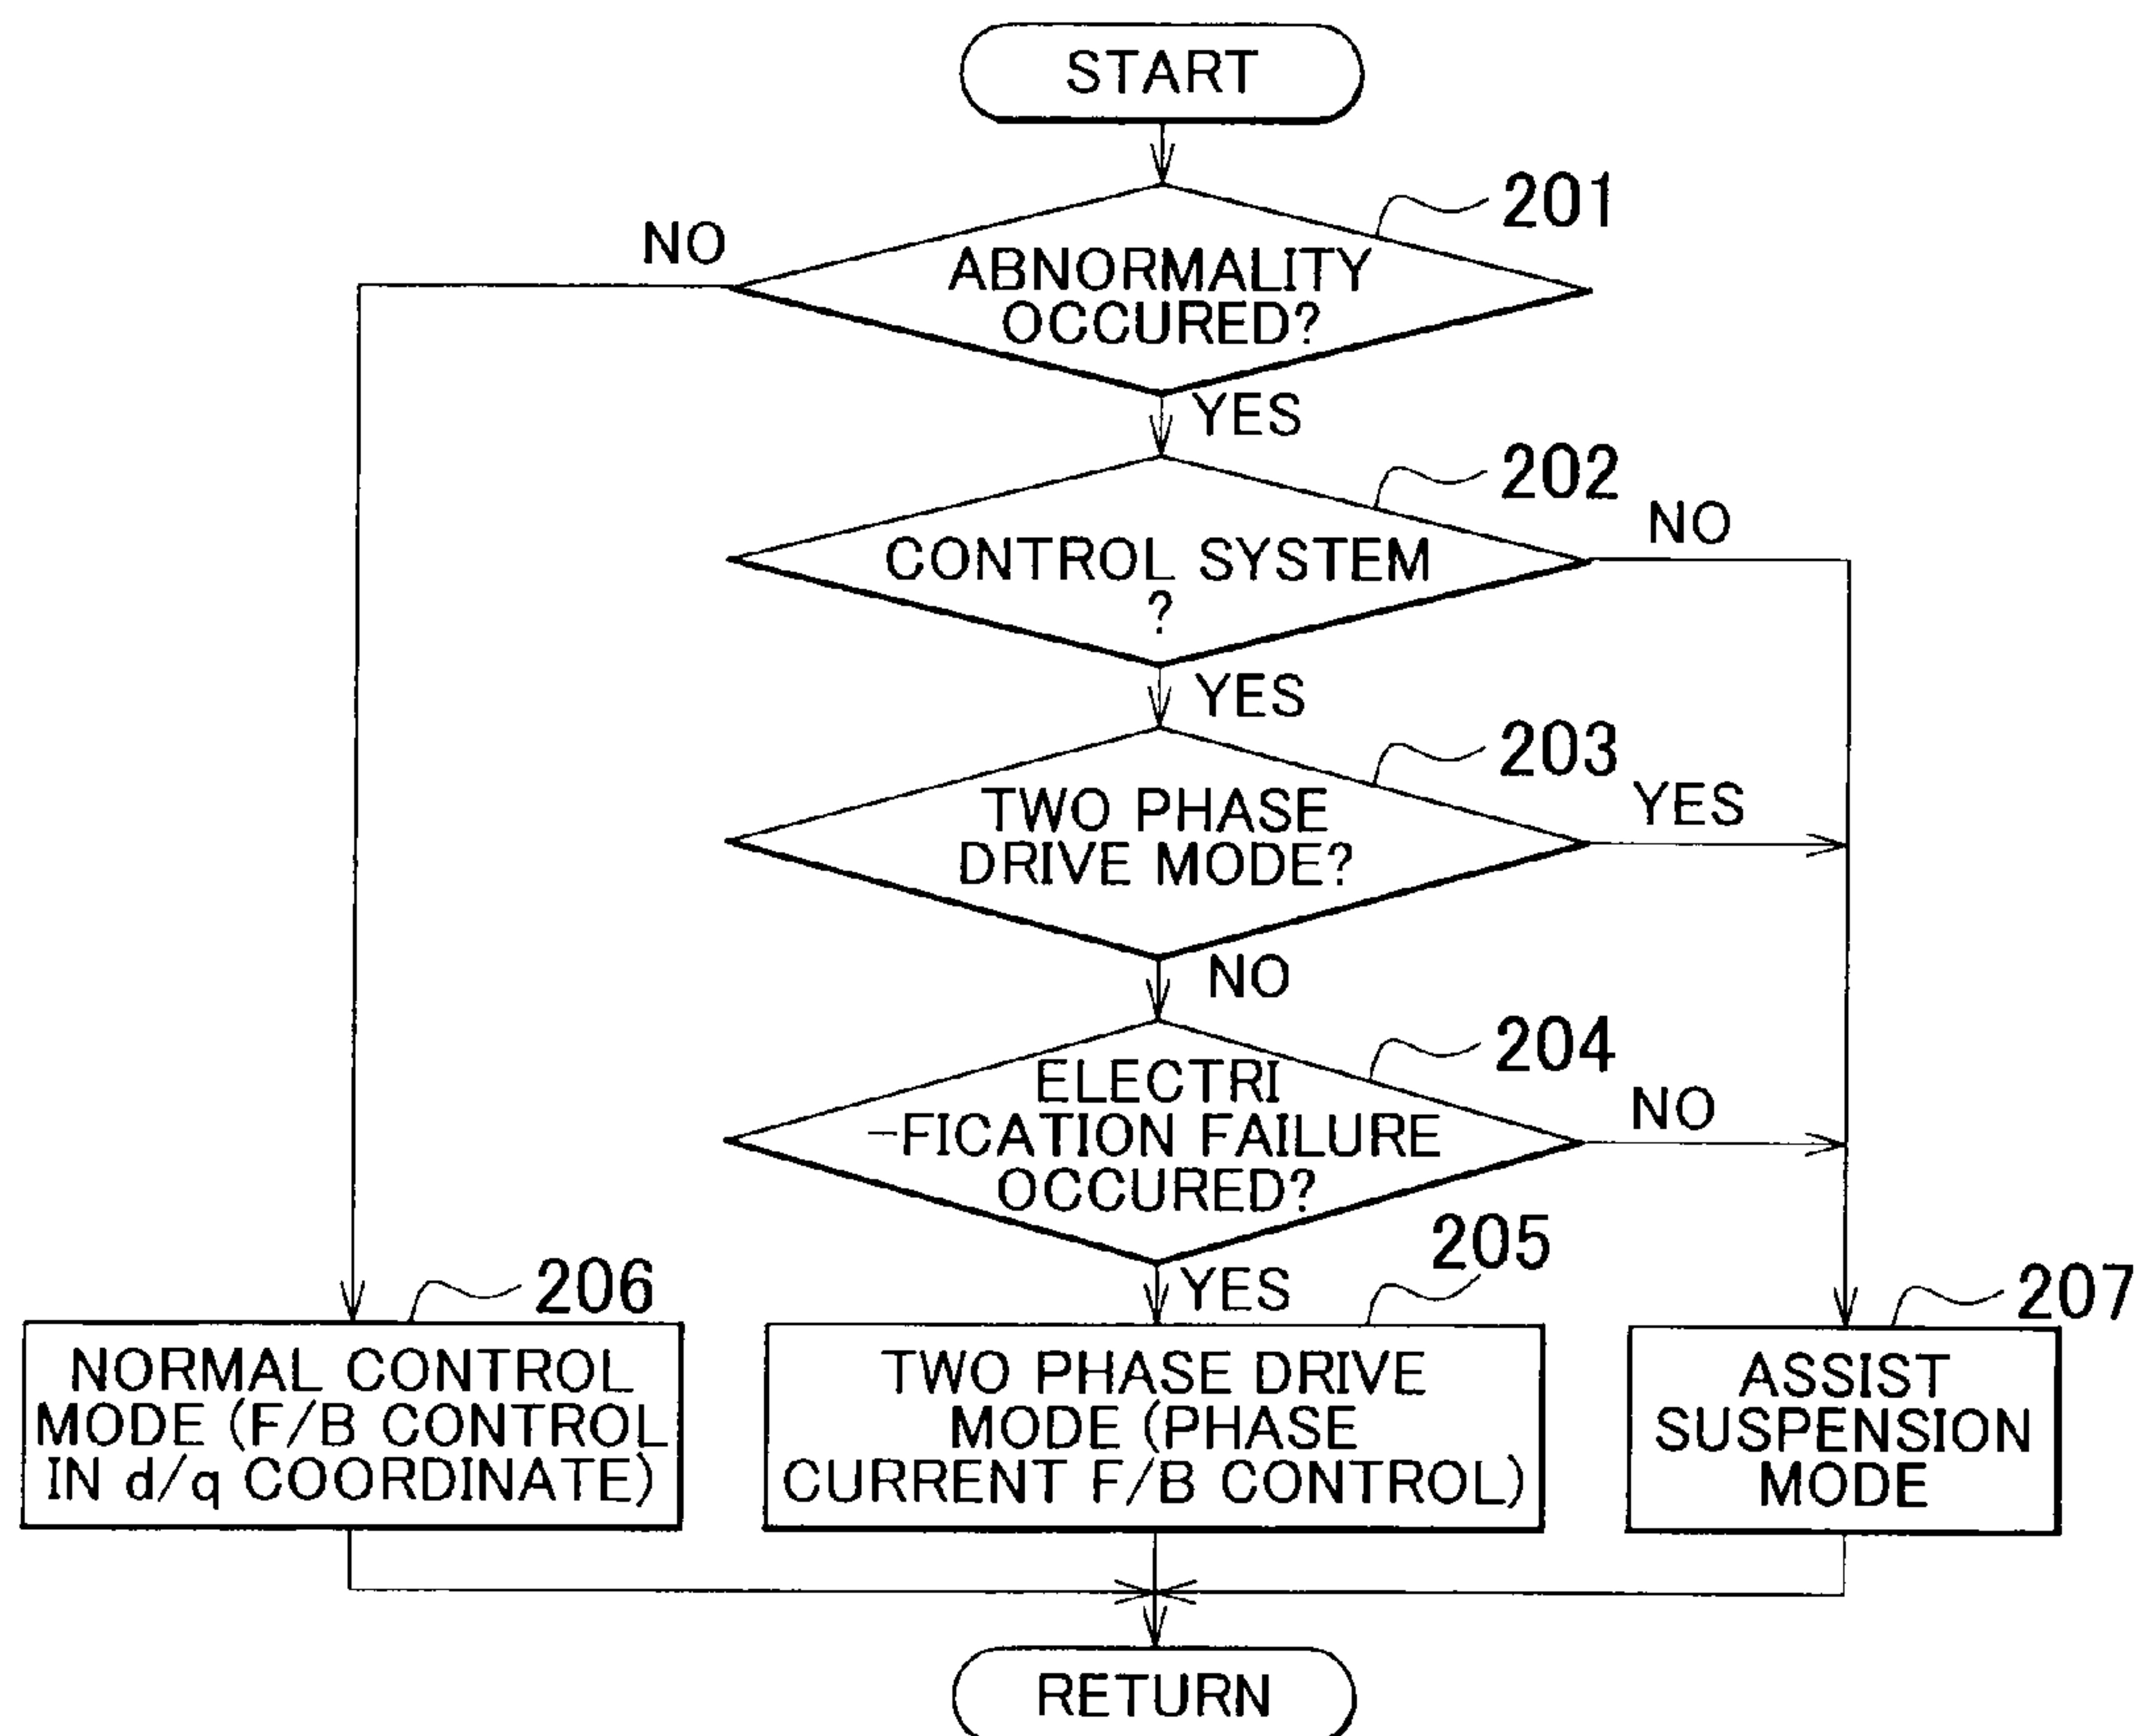 START
201
NO
ABNORMALITY
OCCURED?
YES
202
NO
CONTROL SYSTEM
?
YES
203
YES
TWO PHASE
DRIVE MODE?
NO
204
NO
ELECTRI
-FICATION FAILURE
OCCURED?
205
YES
206
207
NORMAL CONTROL
MODE (F/B CONTROL
IN d/q COORDINATE)
TWO PHASE DRIVE
MODE (PHASE
CURRENT F/B CONTROL)
ASSIST
SUSPENSION
MODE
RETURN